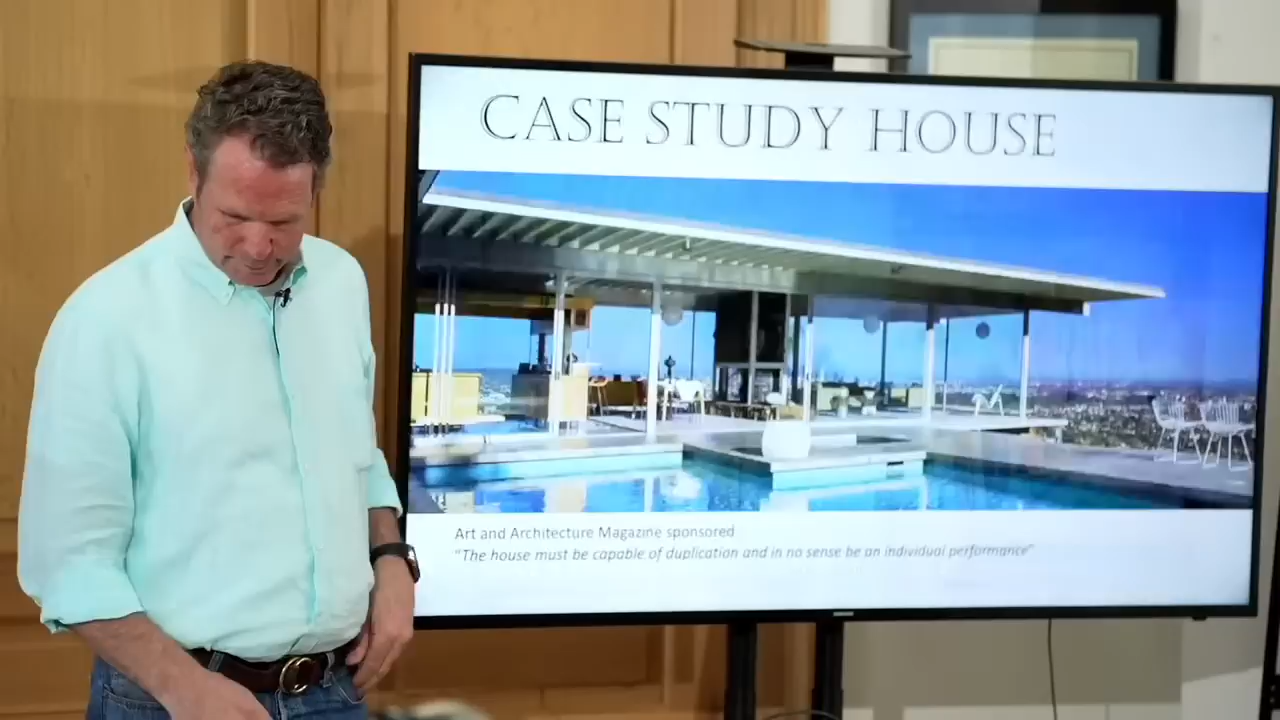 CASE STUDY HOUSE
Art and Architecture Magazine sponsored
“The house must be capable of duplication and in no sense be an individual performance”